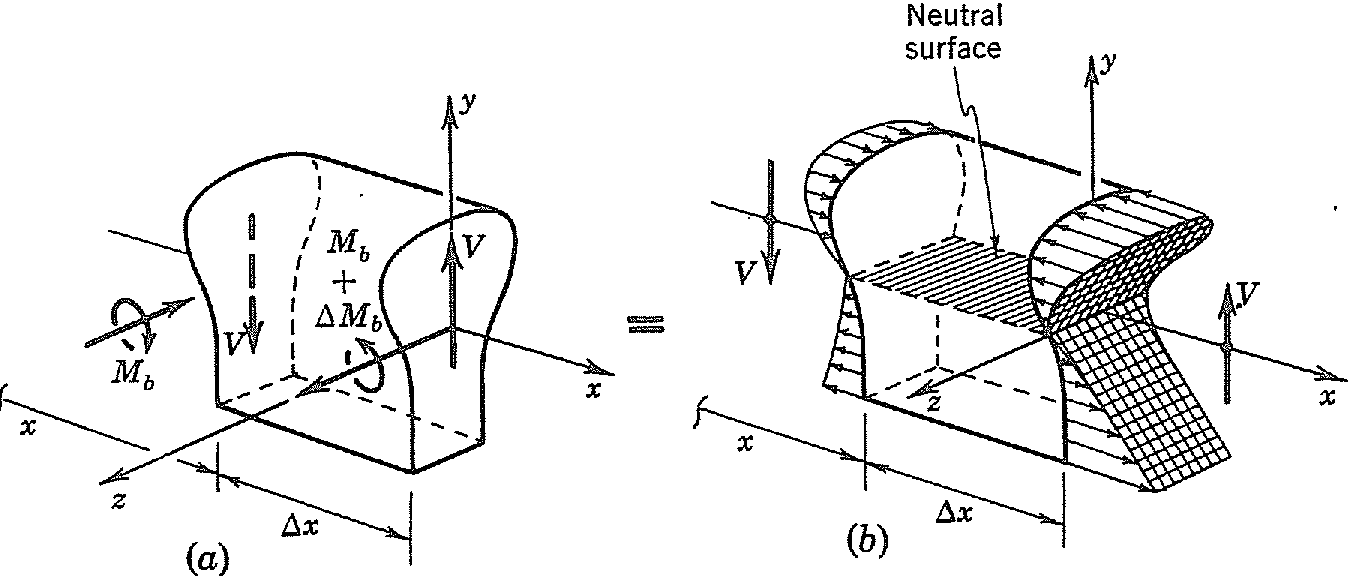 Neutral
surface
y
y
V
M_b
+
ΔM_b
V
M_b
x
x
z
Δx
(a)
=
V
V
x
z
x
Δx
(b)